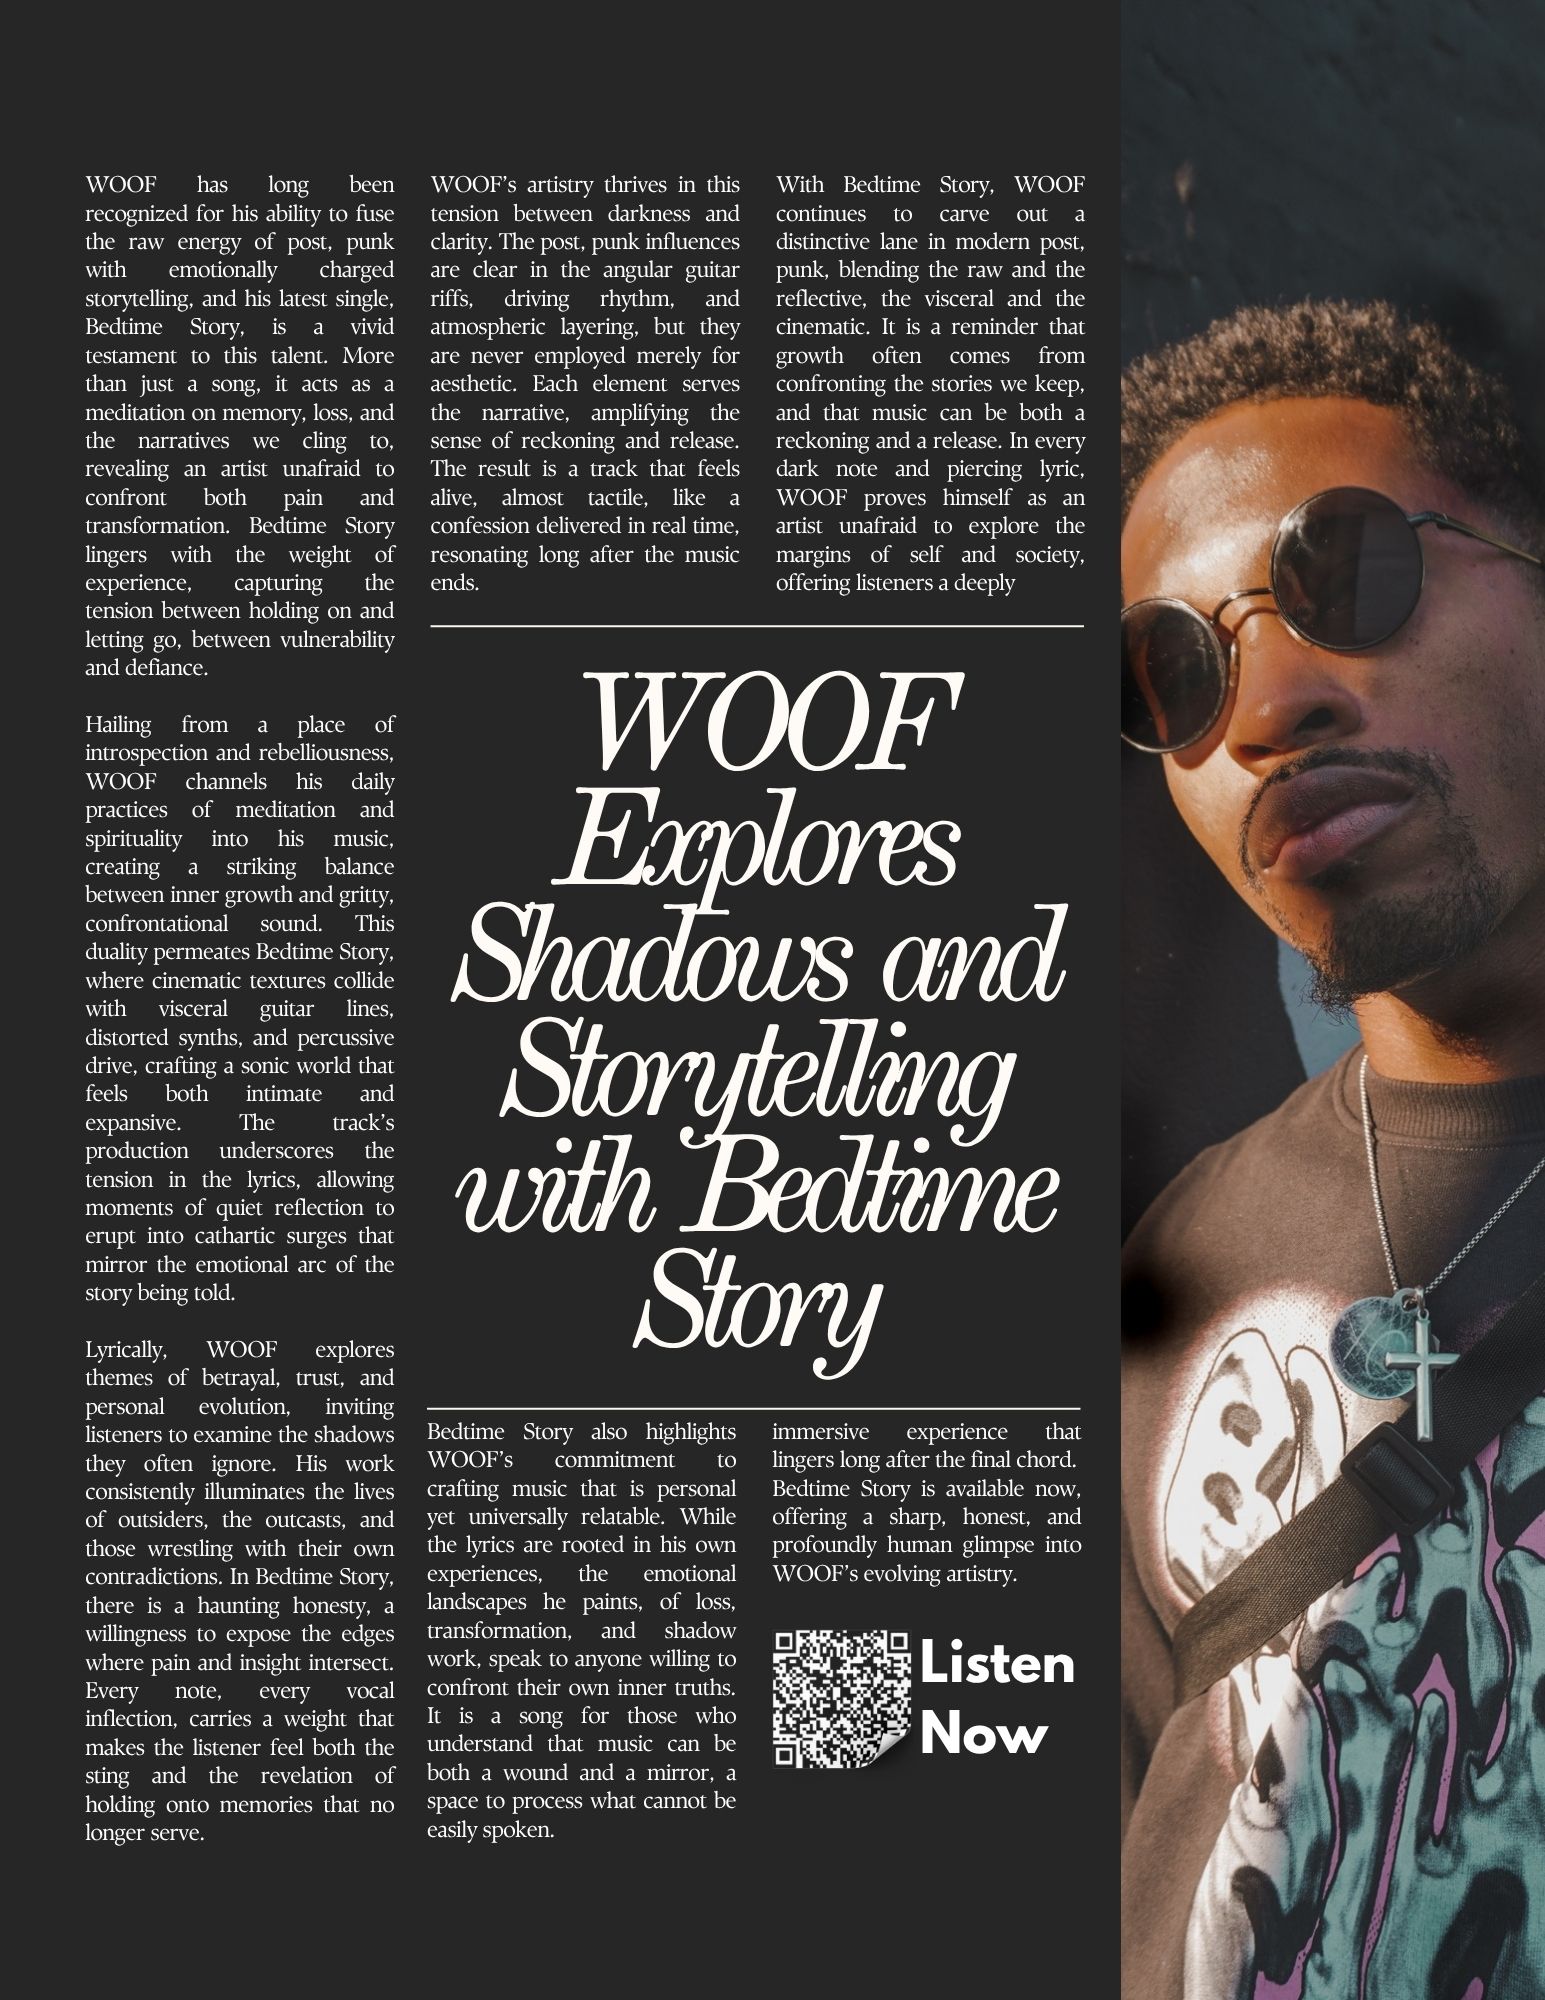 WOOF has long been
recognized for his ability to fuse
the raw energy of post, punk
with emotionally charged
storytelling, and his latest single,
Bedtime Story, is a vivid
testament to this talent. More
than just a song, it acts as a
meditation on memory, loss, and
the narratives we cling to,
revealing an artist unafraid to
confront both pain and
transformation. Bedtime Story
lingers with the weight of
experience, capturing the
tension between holding on and
letting go, between vulnerability
and defiance.
Hailing from a place of
introspection and rebelliousness,
WOOF channels his daily
practices of meditation and
spirituality into his music,
creating a striking balance
between inner growth and gritty,
confrontational sound. This
duality permeates Bedtime Story,
where cinematic textures collide
with visceral guitar lines,
distorted synths, and percussive
drive, crafting a sonic world that
feels both intimate and
expansive. The track's
production underscores the
tension in the lyrics, allowing
moments of quiet reflection to
erupt into cathartic surges that
mirror the emotional arc of the
story being told.
Lyrically, WOOF explores
themes of betrayal, trust, and
personal evolution, inviting
listeners to examine the shadows
they often ignore. His work
consistently illuminates the lives
of outsiders, the outcasts, and
those wrestling with their own
contradictions. In Bedtime Story,
there is a haunting honesty, a
willingness to expose the edges
where pain and insight intersect.
Every note, every vocal
inflection, carries a weight that
makes the listener feel both the
sting and the revelation of
holding onto memories that no
longer serve.
WOOF's artistry thrives in this
tension between darkness and
clarity. The post, punk influences
are clear in the angular guitar
riffs, driving rhythm, and
atmospheric layering, but they
are never employed merely for
aesthetic. Each element serves
the narrative, amplifying the
sense of reckoning and release.
The result is a track that feels
alive, almost tactile, like a
confession delivered in real time,
resonating long after the music
ends.
With Bedtime Story, WOOF
continues to carve out a
distinctive lane in modern post,
punk, blending the raw and the
reflective, the visceral and the
cinematic. It is a reminder that
growth often comes from
confronting the stories we keep,
and that music can be both a
reckoning and a release. In every
dark note and piercing lyric,
WOOF proves himself as an
artist unafraid to explore the
margins of self and society,
offering listeners a deeply
WOOF
Explores
Shadows and
Storytelling
with Bedtime
Story
Bedtime Story also highlights
WOOF's commitment to
crafting music that is personal
yet universally relatable. While
the lyrics are rooted in his own
experiences, the emotional
landscapes he paints, of loss,
transformation, and shadow
work, speak to anyone willing to
confront their own inner truths.
It is a song for those who
understand that music can be
both a wound and a mirror, a
space to process what cannot be
easily spoken.
immersive experience that
lingers long after the final chord.
Bedtime Story is available now,
offering a sharp, honest, and
profoundly human glimpse into
WOOF's evolving artistry.
Listen
Now